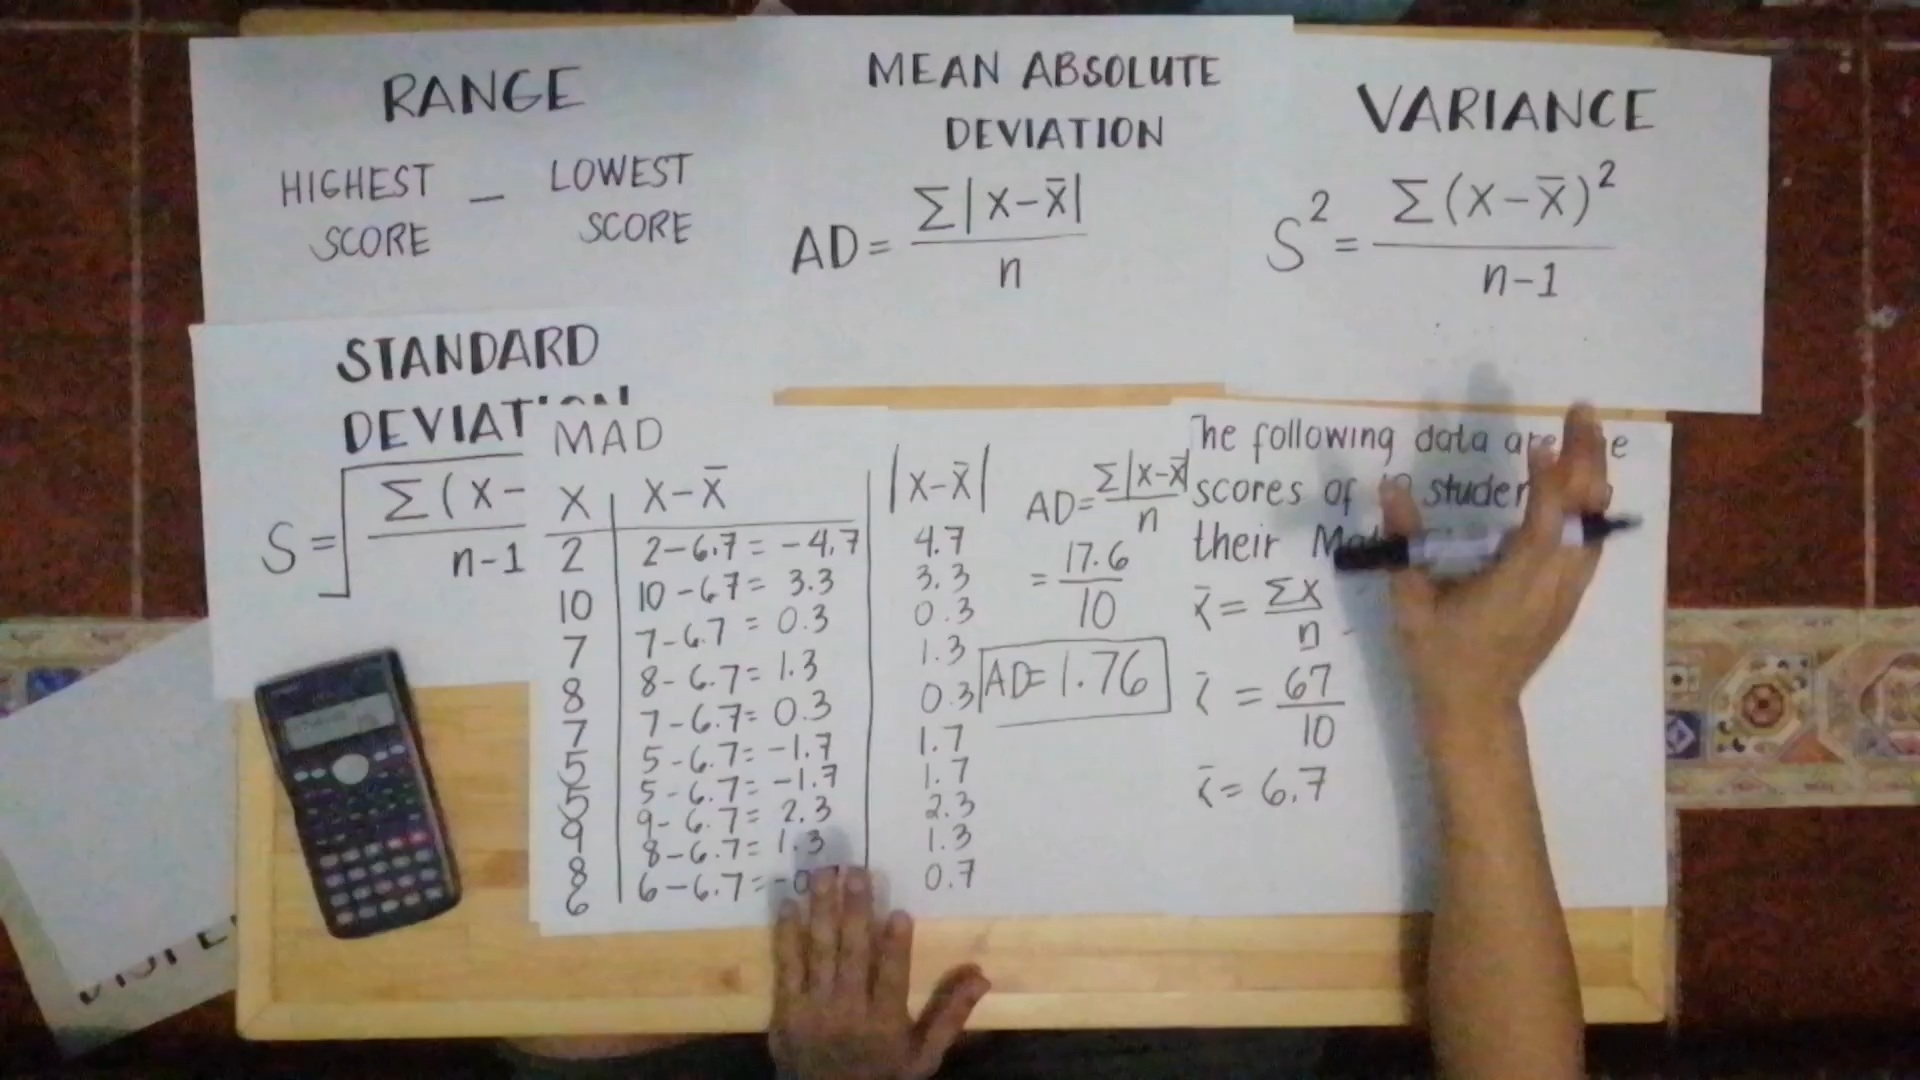 RANGE
HIGHEST SCORE - LOWEST SCORE
MEAN ABSOLUTE
DEVIATION
AD = Σ|X-X̄| / n
VARIANCE
S² = Σ(X-X̄)² / n-1
STANDARD
S = √ Σ(X- / n-1
MAD
X | X-X̄ | |X-X̄|
2 | 2-6.7 = -4.7 | 4.7
10 | 10-6.7 = 3.3 | 3.3
7 | 7-6.7 = 0.3 | 0.3
8 | 8-6.7 = 1.3 | 1.3
7 | 7-6.7 = 0.3 | 0.3
5 | 5-6.7 = -1.7 | 1.7
5 | 5-6.7 = -1.7 | 1.7
9 | 9-6.7 = 2.3 | 2.3
8 | 8-6.7 = 1.3 | 1.3
6 | 6-6.7 = | 0.7
AD = Σ|X-X̄| / n
= 17.6 / 10
AD = 1.76
The following data are
scores of
their
x̄ = Σx / n
= 67 / 10
= 6.7